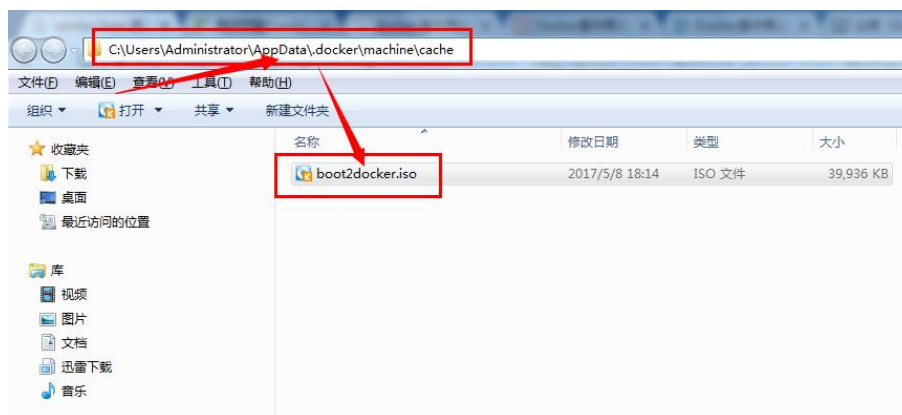 C:\Users\Administrator\AppData\.docker\machine\cache
文件(F) 编辑(E) 查看(V) 工具(T) 帮助(H)
组织 打开 共享 新建文件夹
名称 修改日期 类型 大小
boot2docker.iso 2017/5/8 18:14 ISO 文件 39,936 KB
收藏夹
下载
桌面
最近访问的位置
库
视频
图片
文档
迅雷下载
音乐